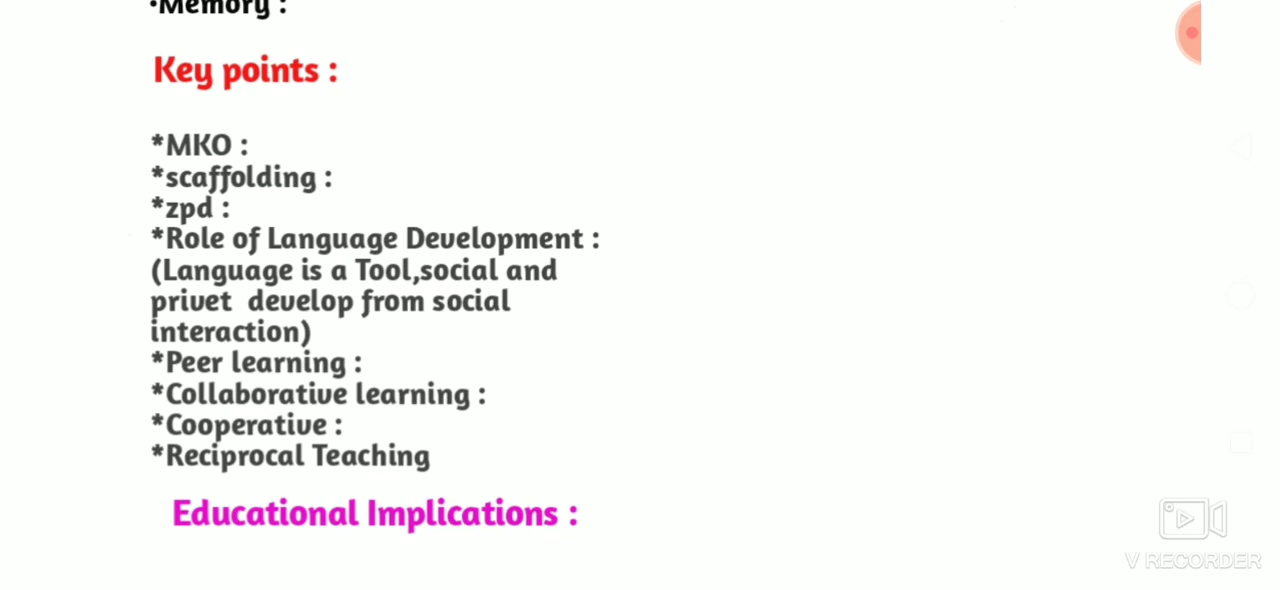 •Memory :
Key points :
*MKO :
*scaffolding :
*zpd :
*Role of Language Development :
(Language is a Tool,social and
privet develop from social
interaction)
*Peer learning :
*Collaborative learning :
*Cooperative :
*Reciprocal Teaching
Educational Implications :
V RECORDER